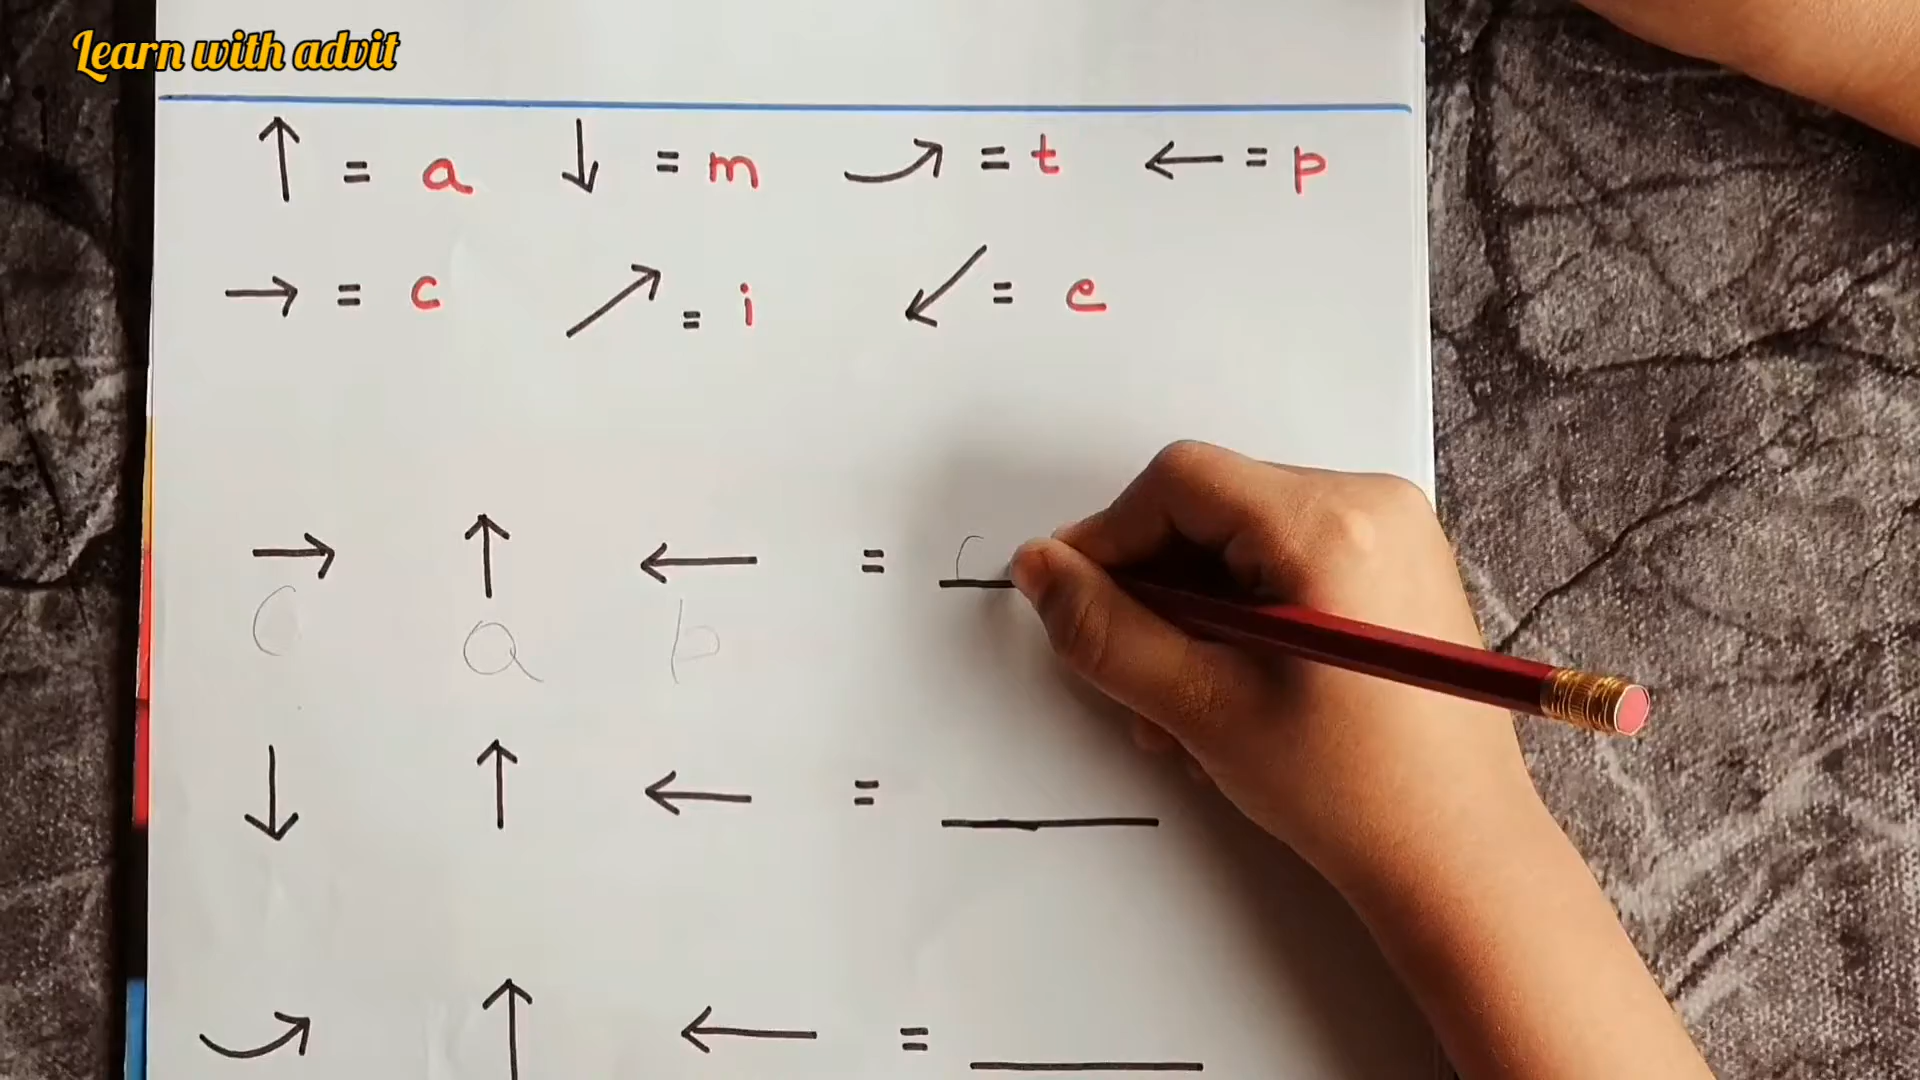 Learn with advit
↑ = a ↓ = m ⤴ = t ← = p
→ = c ↗ = i ↙ = e
→ ↑ ← = c
c a p
↓ ↑ ← =
⤴ ↑ ← =